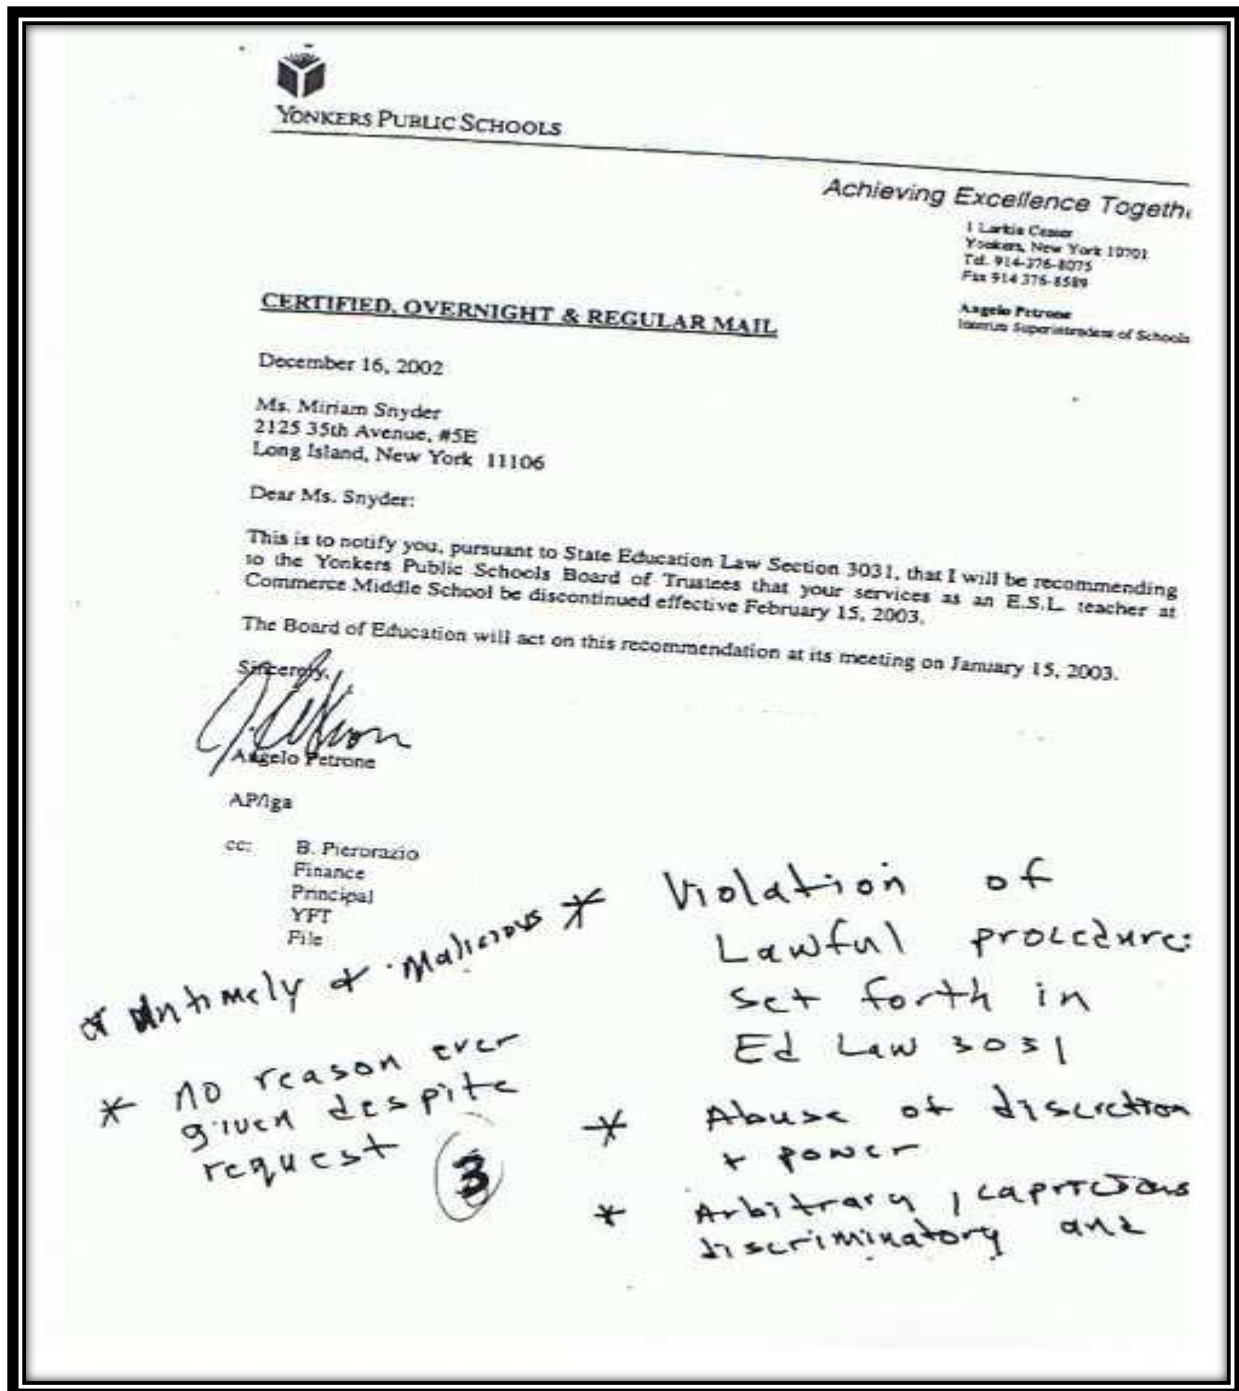 YONKERS PUBLIC SCHOOLS
Achieving Excellence Togethe
1 Larkin Center
Yonkers, New York 10701
Tel. 914-376-8075
Fax 914 376-8589
Angelo Petrone
Interim Superintendent of Schools
CERTIFIED, OVERNIGHT & REGULAR MAIL
December 16, 2002
Ms. Miriam Snyder
2125 35th Avenue, #5E
Long Island, New York 11106
Dear Ms. Snyder:
This is to notify you, pursuant to State Education Law Section 3031, that I will be recommending
to the Yonkers Public Schools Board of Trustees that your services as an E.S.L. teacher at
Commerce Middle School be discontinued effective February 15, 2003.
The Board of Education will act on this recommendation at its meeting on January 15, 2003.
Sincerely,
Angelo Petrone
AP/lga
cc: B. Pierorazio
Finance
Principal
YFT
File
* Violation of
Lawful procedure:
Set forth in
Ed Law 3031
* Abuse of discretion
+ power
* Arbitrary, capricious
discriminatory and
untimely & malicious
* no reason ever
given despite
request
3